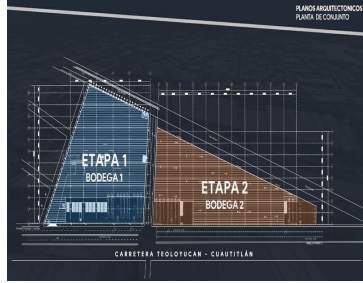 PLANOS ARQUITECTONICOS
PLANTA DE CONJUNTO
ETAPA 1
BODEGA 1
ETAPA 2
BODEGA 2
CARRETERA TEOLOYUCAN - CUAUTITLÁN